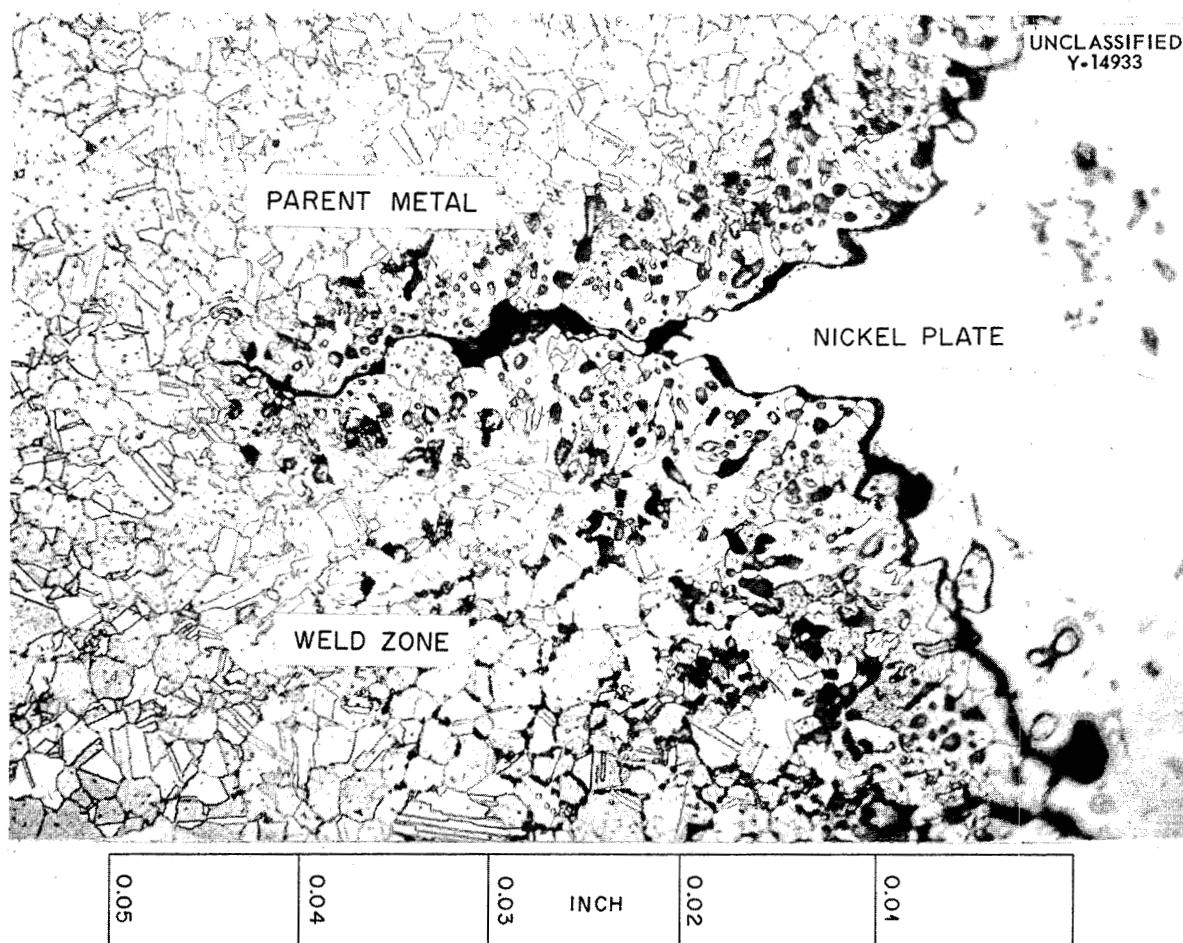 UNCLASSIFIED
Y-14933
PARENT METAL
NICKEL PLATE
WELD ZONE
0.05
0.04
0.03
INCH
0.02
0.01